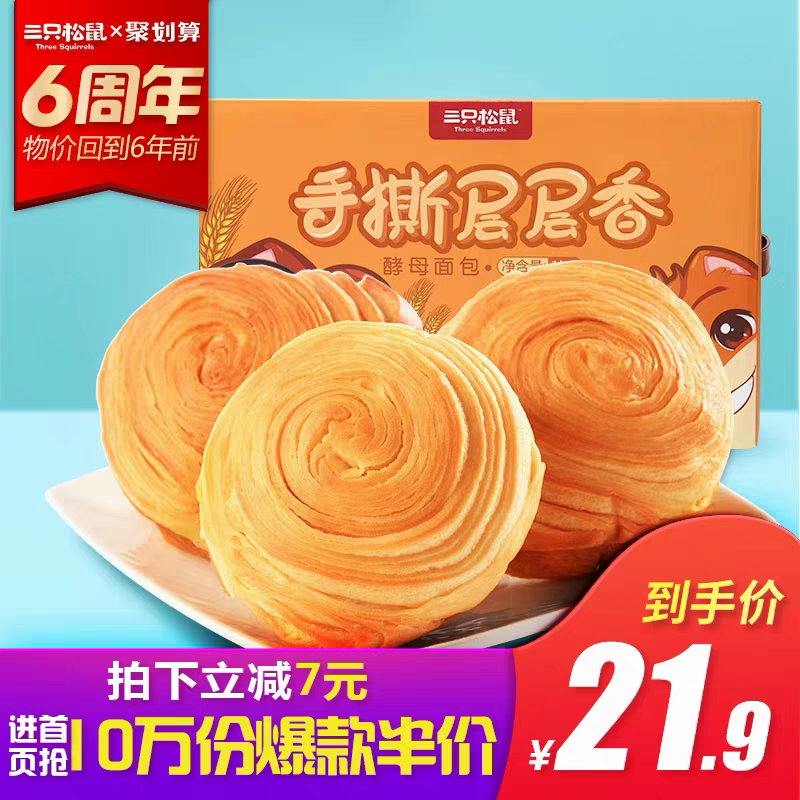 三只松鼠×聚划算
Three Squirrels
6周年
物价回到6年前
三只松鼠
Three Squirrels
手撕层层香
酵母面包·净含量
到手价
¥21.9
拍下立减7元
进首
页抢
10万份爆款半价